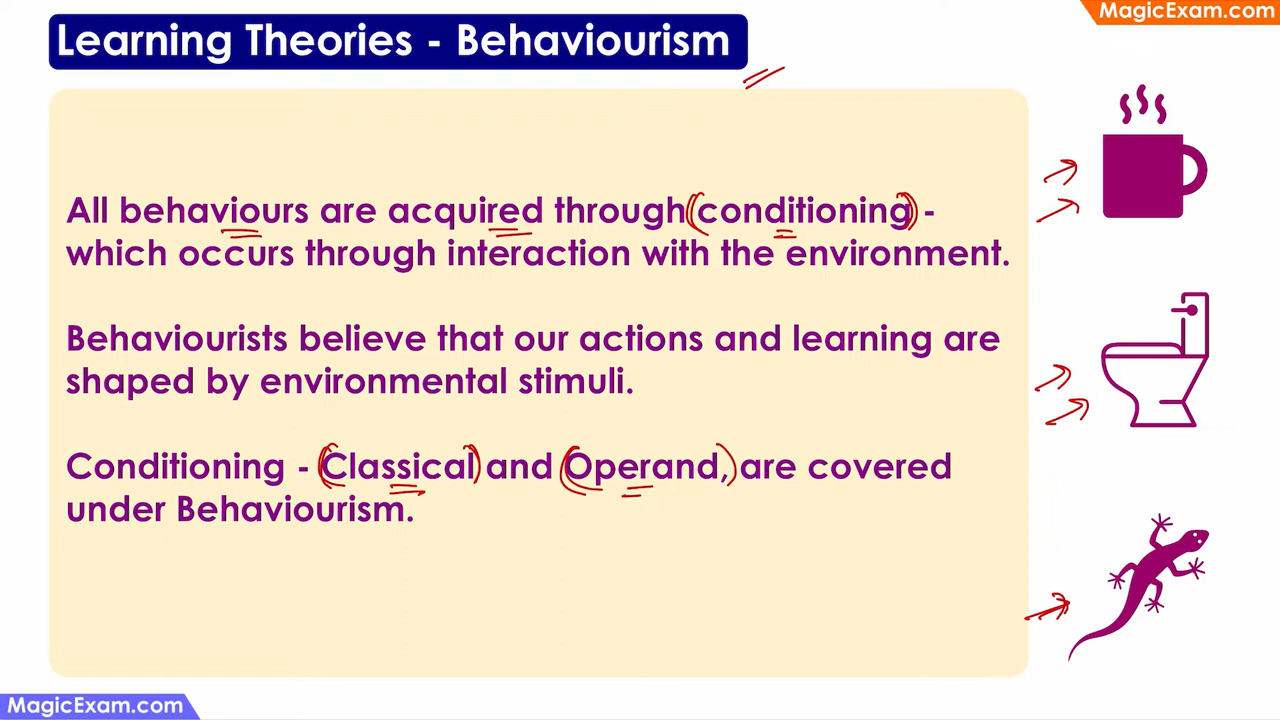 Learning Theories - Behaviourism
MagicExam.com
All behaviours are acquired through conditioning -
which occurs through interaction with the environment.
Behaviourists believe that our actions and learning are
shaped by environmental stimuli.
Conditioning - Classical and Operand, are covered
under Behaviourism.
MagicExam.com